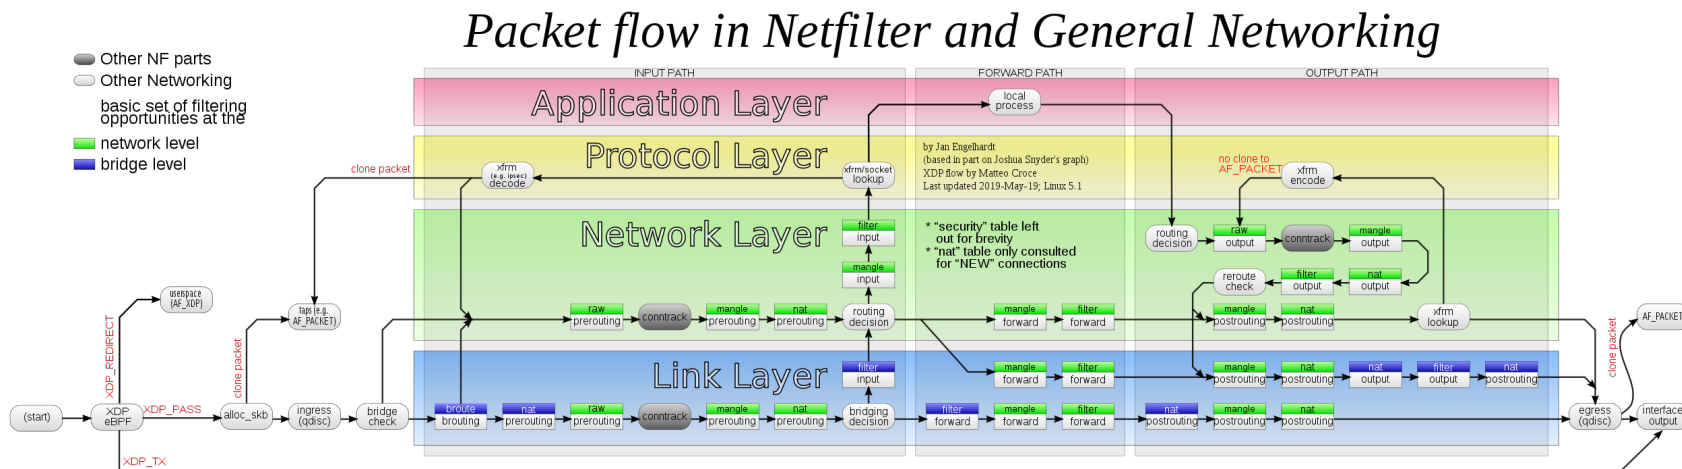 Packet flow in Netfilter and General Networking
Other NF parts
Other Networking
basic set of filtering
opportunities at the
network level
bridge level
INPUT PATH
FORWARD PATH
OUTPUT PATH
Application Layer
local
process
Protocol Layer
clone packet
xfrm
(e.g. ipsec)
decode
xfrm/socket
lookup
by Jan Engelhardt
(based in part on Joshua Snyder's graph)
XDP flow by Matteo Croce
Last updated 2019-May-19; Linux 5.1
no clone to
AF_PACKET
xfrm
encode
Network Layer
filter
input
mangle
input
* “security” table left
out for brevity
* “nat” table only consulted
for “NEW” connections
routing
decision
raw
output
conntrack
mangle
output
reroute
check
filter
output
nat
output
userspace
(AF_XDP)
taps (e.g.
AF_PACKET)
raw
prerouting
conntrack
mangle
prerouting
nat
prerouting
routing
decision
mangle
forward
filter
forward
mangle
postrouting
nat
postrouting
xfrm
lookup
AF_PACKET
XDP_REDIRECT
clone packet
clone packet
Link Layer
filter
input
mangle
forward
filter
forward
mangle
postrouting
nat
postrouting
nat
output
filter
output
nat
postrouting
(start)
XDP
eBPF
XDP_PASS
alloc_skb
ingress
(qdisc)
bridge
check
broute
brouting
nat
prerouting
raw
prerouting
conntrack
mangle
prerouting
nat
prerouting
bridging
decision
filter
forward
mangle
forward
filter
forward
nat
postrouting
mangle
postrouting
nat
postrouting
egress
(qdisc)
interface
output
XDP_TX